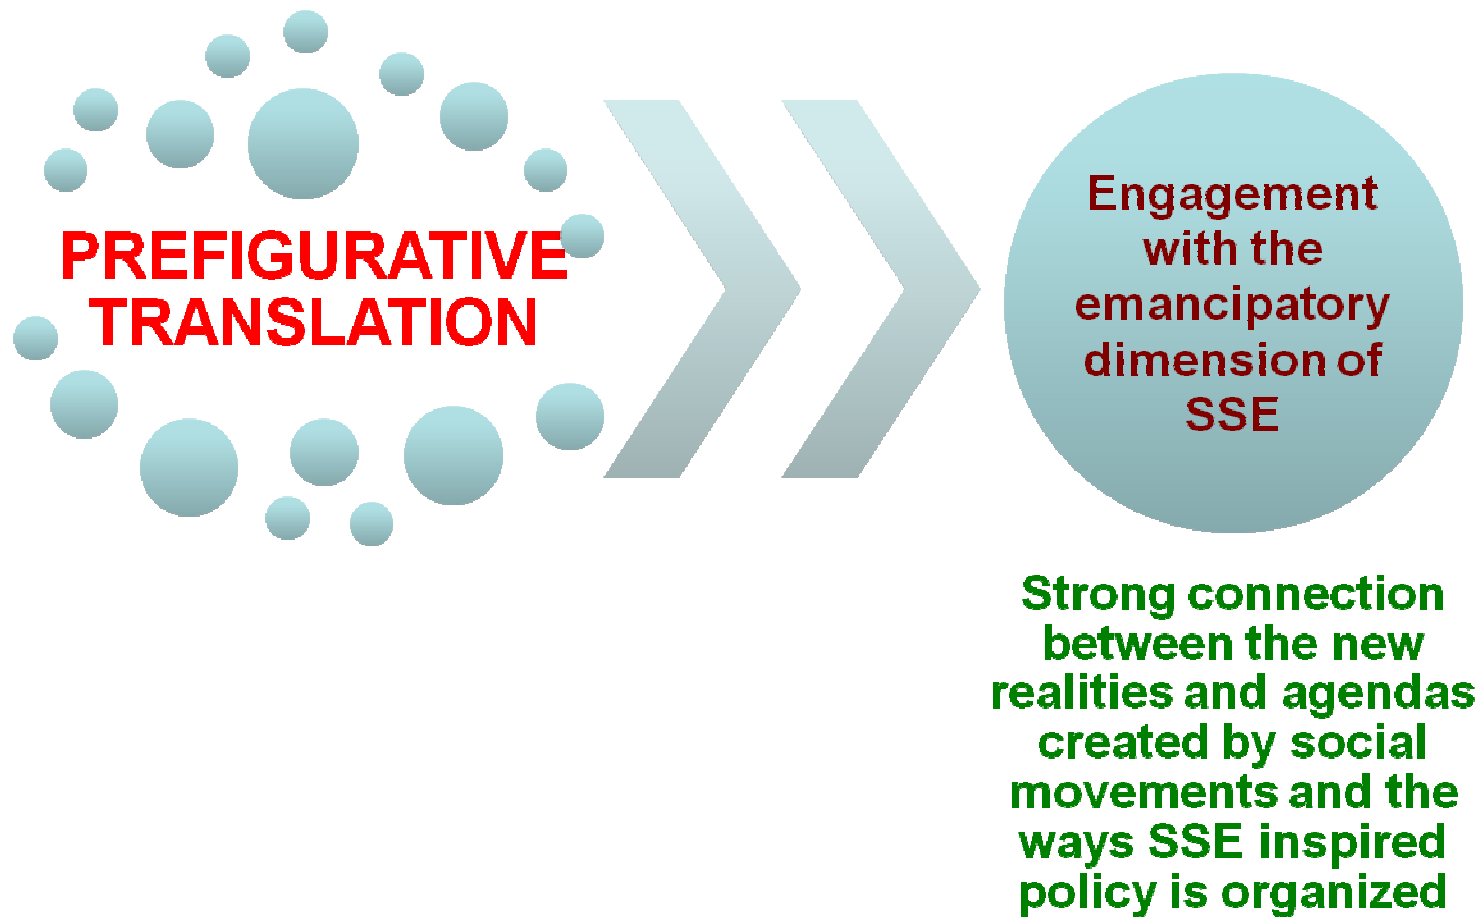 PREFIGURATIVE
TRANSLATION
Engagement
with the
emancipatory
dimension of
SSE
Strong connection
between the new
realities and agendas
created by social
movements and the
ways SSE inspired
policy is organized